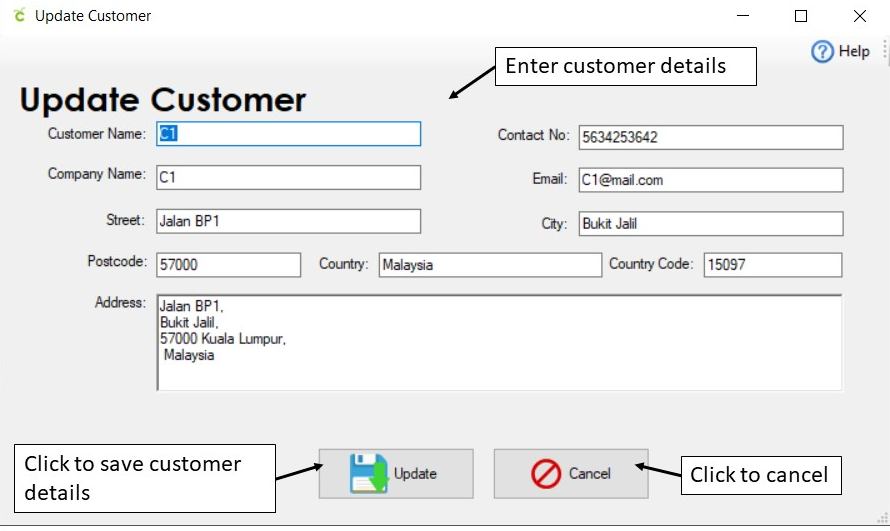 Update Customer
Help
Enter customer details
Update Customer
Customer Name: C1
Contact No: 5634253642
Company Name: C1
Email: C1@mail.com
Street: Jalan BP1
City: Bukit Jalil
Postcode: 57000 Country: Malaysia Country Code: 15097
Address: Jalan BP1,
Bukit Jalil,
57000 Kuala Lumpur,
Malaysia
Click to save customer
details
Update
Cancel
Click to cancel